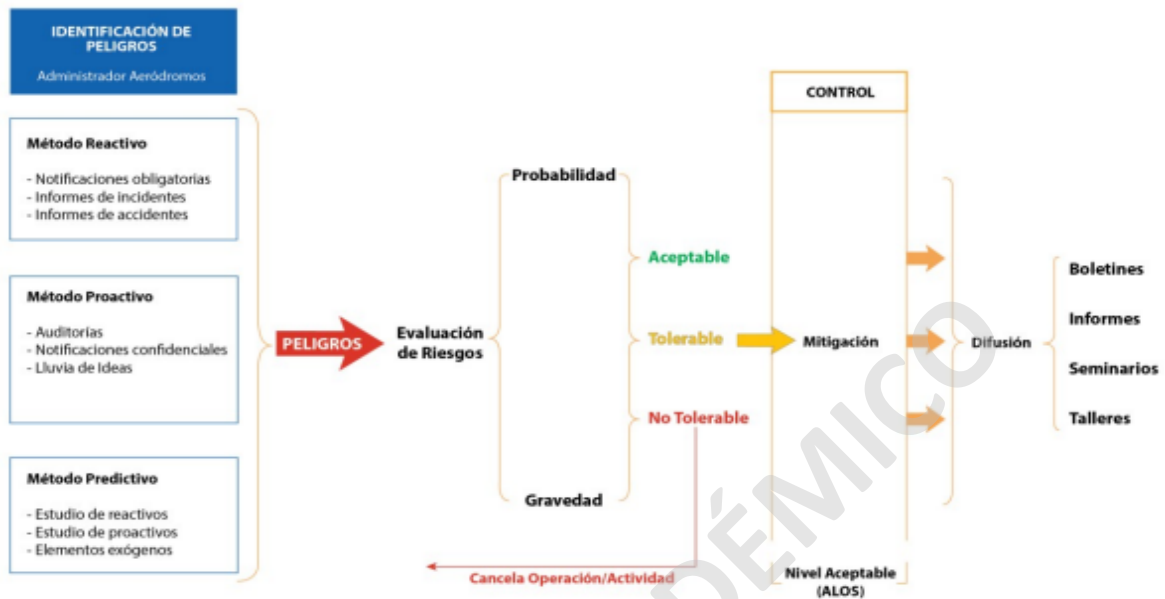 IDENTIFICACIÓN DE
PELIGROS
Administrador Aeródromos
Método Reactivo
- Notificaciones obligatorias
- Informes de incidentes
- Informes de accidentes
Método Proactivo
- Auditorías
- Notificaciones confidenciales
- Lluvia de Ideas
Método Predictivo
- Estudio de reactivos
- Estudio de proactivos
- Elementos exógenos
PELIGROS
Evaluación
de Riesgos
Probabilidad
Gravedad
Aceptable
Tolerable
No Tolerable
Cancela Operación/Actividad
CONTROL
Mitigación
Nivel Aceptable
(ALOS)
Difusión
Boletines
Informes
Seminarios
Talleres
DÉMICO